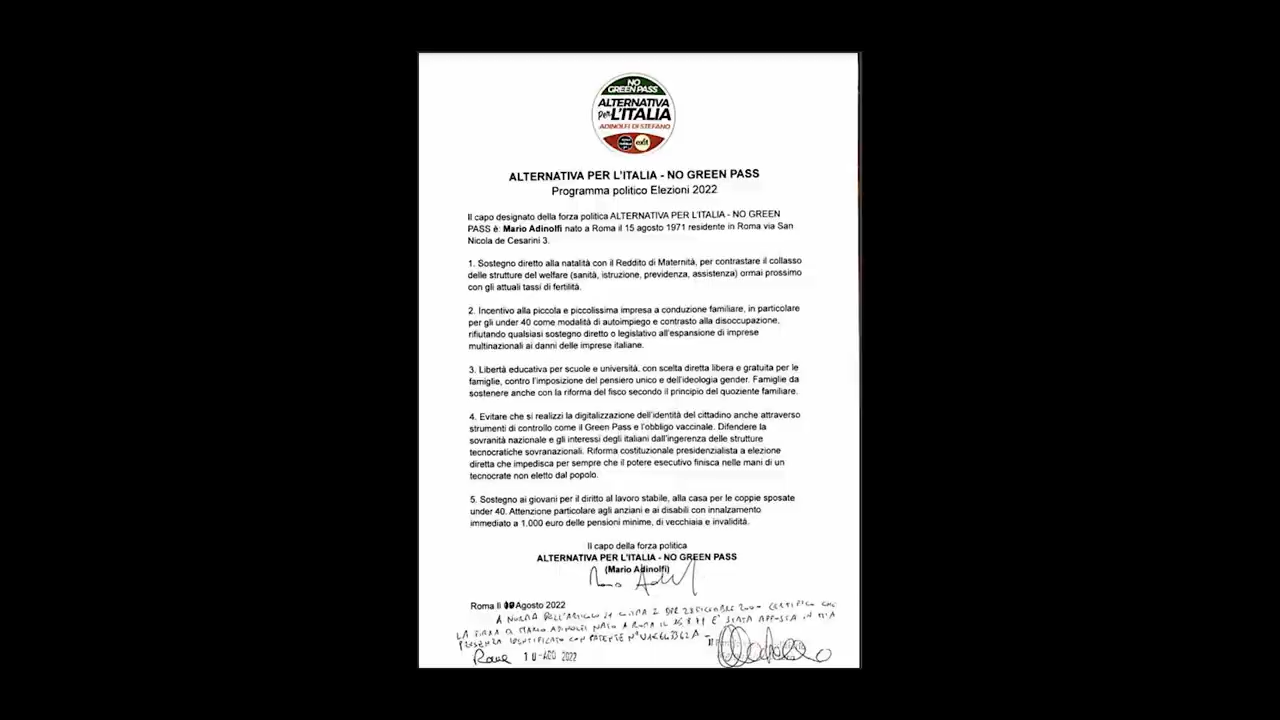 NO
GREEN PASS
ALTERNATIVA
per L'ITALIA
ADINOLFI DI STEFANO
exit
ALTERNATIVA PER L'ITALIA - NO GREEN PASS
Programma politico Elezioni 2022
Il capo designato della forza politica ALTERNATIVA PER L'ITALIA - NO GREEN
PASS è: Mario Adinolfi nato a Roma il 15 agosto 1971 residente in Roma via San
Nicola de Cesarini 3.
1. Sostegno diretto alla natalità con il Reddito di Maternità, per contrastare il collasso
delle strutture del welfare (sanità, istruzione, previdenza, assistenza) ormai prossimo
con gli attuali tassi di fertilità.
2. Incentivo alla piccola e piccolissima impresa a conduzione familiare, in particolare
per gli under 40 come modalità di autoimpiego e contrasto alla disoccupazione,
rifiutando qualsiasi sostegno diretto o legislativo all'espansione di imprese
multinazionali ai danni delle imprese italiane.
3. Libertà educativa per scuole e università, con scelta diretta libera e gratuita per le
famiglie, contro l'imposizione del pensiero unico e dell'ideologia gender. Famiglie da
sostenere anche con la riforma del fisco secondo il principio del quoziente familiare.
4. Evitare che si realizzi la digitalizzazione dell'identità del cittadino anche attraverso
strumenti di controllo come il Green Pass e l'obbligo vaccinale. Difendere la
sovranità nazionale e gli interessi degli italiani dall'ingerenza delle strutture
tecnocratiche sovranazionali. Riforma costituzionale presidenzialista a elezione
diretta che impedisca per sempre che il potere esecutivo finisca nelle mani di un
tecnocrate non eletto dal popolo.
5. Sostegno ai giovani per il diritto al lavoro stabile, alla casa per le coppie sposate
under 40. Attenzione particolare agli anziani e ai disabili con innalzamento
immediato a 1.000 euro delle pensioni minime, di vecchiaia e invalidità.
Il capo della forza politica
ALTERNATIVA PER L'ITALIA - NO GREEN PASS
(Mario Adinolfi)
Roma lì Agosto 2022
A NORMA DELL'ARTICOLO COMMA 2 CERTIFICO CHE
LA FIRMA DI MARIO ADINOLFI NATO A ROMA IL È STATA APPOSTA IN MIA
PRESENZA IDENTIFICATO CON PATENTE
Roma 10 AGO 2022